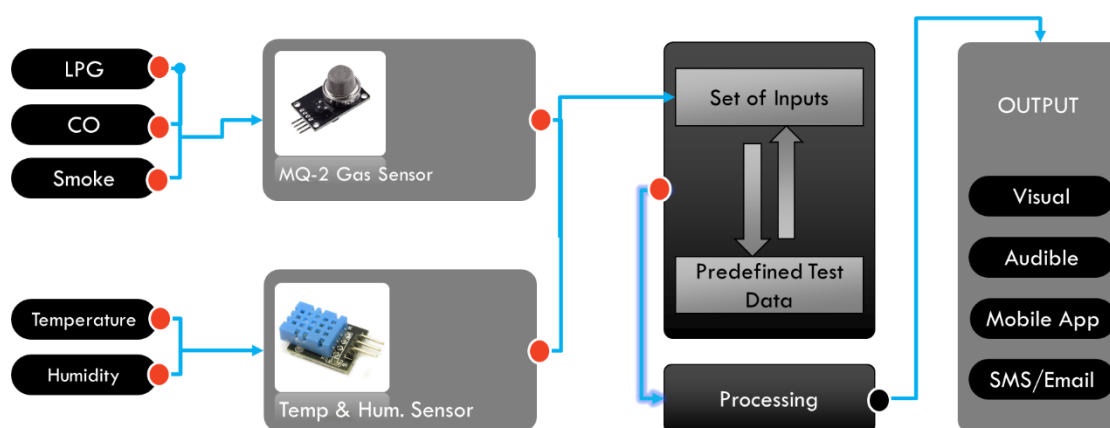 LPG
CO
Smoke
MQ-2 Gas Sensor
Temperature
Humidity
Temp & Hum. Sensor
Set of Inputs
Predefined Test
Data
Processing
OUTPUT
Visual
Audible
Mobile App
SMS/Email